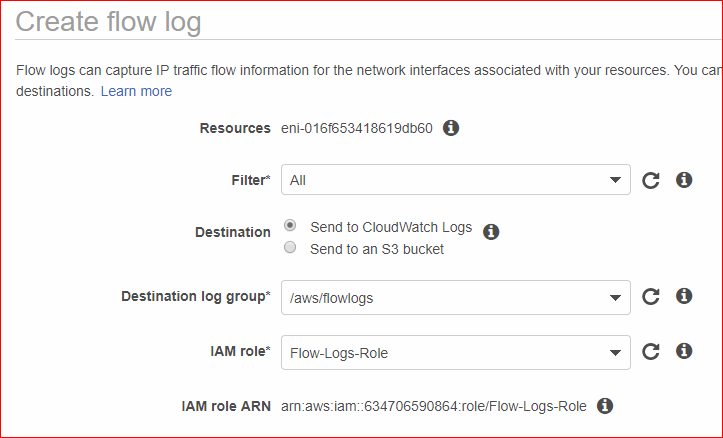 Create flow log
Flow logs can capture IP traffic flow information for the network interfaces associated with your resources. You can
destinations. Learn more
Resources eni-016f653418619db60
Filter* All
Destination Send to CloudWatch Logs
Send to an S3 bucket
Destination log group* /aws/flowlogs
IAM role* Flow-Logs-Role
IAM role ARN arn:aws:iam::634706590864:role/Flow-Logs-Role